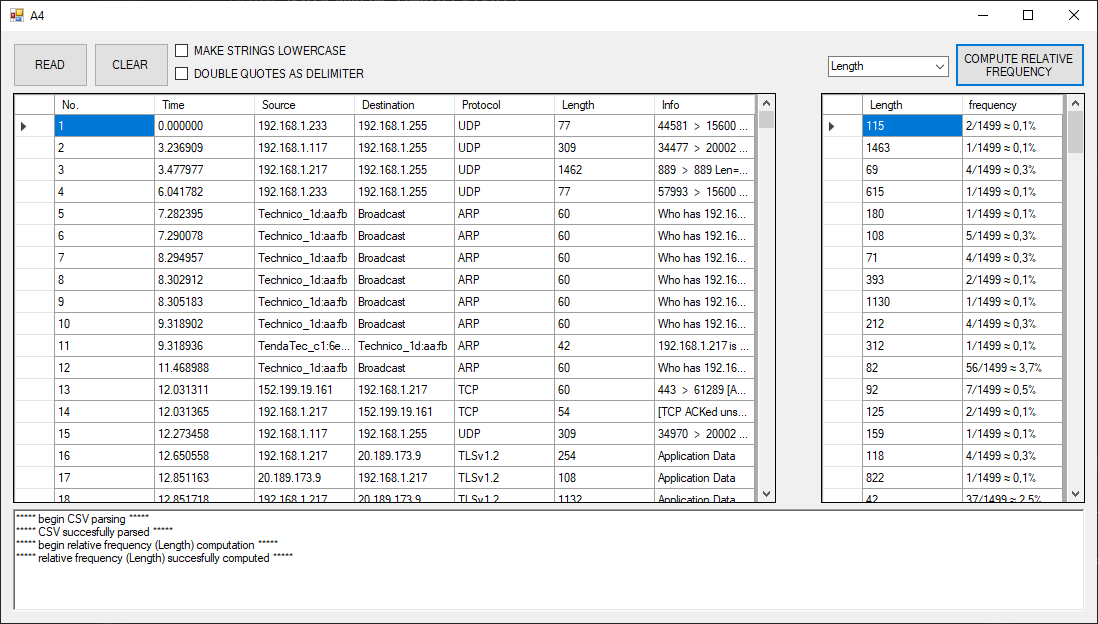 A4
READ
CLEAR
MAKE STRINGS LOWERCASE
DOUBLE QUOTES AS DELIMITER
Length
COMPUTE RELATIVE
FREQUENCY
No. Time Source Destination Protocol Length Info
1 0.000000 192.168.1.233 192.168.1.255 UDP 77 44581 > 15600 ...
2 3.236909 192.168.1.117 192.168.1.255 UDP 309 34477 > 20002 ...
3 3.477977 192.168.1.217 192.168.1.255 UDP 1462 889 > 889 Len=...
4 6.041782 192.168.1.233 192.168.1.255 UDP 77 57993 > 15600 ...
5 7.282395 Technico_1d:aa:fb Broadcast ARP 60 Who has 192.16...
6 7.290078 Technico_1d:aa:fb Broadcast ARP 60 Who has 192.16...
7 8.294957 Technico_1d:aa:fb Broadcast ARP 60 Who has 192.16...
8 8.302912 Technico_1d:aa:fb Broadcast ARP 60 Who has 192.16...
9 8.305183 Technico_1d:aa:fb Broadcast ARP 60 Who has 192.16...
10 9.318902 Technico_1d:aa:fb Broadcast ARP 60 Who has 192.16...
11 9.318936 TendaTec_c1:6e... Technico_1d:aa:fb ARP 42 192.168.1.217 is ...
12 11.468988 Technico_1d:aa:fb Broadcast ARP 60 Who has 192.16...
13 12.031311 152.199.19.161 192.168.1.217 TCP 60 443 > 61289 [A...
14 12.031365 192.168.1.217 152.199.19.161 TCP 54 [TCP ACKed uns...
15 12.273458 192.168.1.117 192.168.1.255 UDP 309 34970 > 20002 ...
16 12.650558 192.168.1.217 20.189.173.9 TLSv1.2 254 Application Data
17 12.851163 20.189.173.9 192.168.1.217 TLSv1.2 108 Application Data
18 12.851718 192.168.1.217 20.189.173.9 TLSv1.2 1132 Application Data
Length frequency
115 2/1499 ≈ 0,1%
1463 1/1499 ≈ 0,1%
69 4/1499 ≈ 0,3%
615 1/1499 ≈ 0,1%
180 1/1499 ≈ 0,1%
108 5/1499 ≈ 0,3%
71 4/1499 ≈ 0,3%
393 2/1499 ≈ 0,1%
1130 1/1499 ≈ 0,1%
212 4/1499 ≈ 0,3%
312 1/1499 ≈ 0,1%
82 56/1499 ≈ 3,7%
92 7/1499 ≈ 0,5%
125 2/1499 ≈ 0,1%
159 1/1499 ≈ 0,1%
118 4/1499 ≈ 0,3%
822 1/1499 ≈ 0,1%
42 37/1499 ≈ 2,5%
***** begin CSV parsing *****
***** CSV succesfully parsed *****
***** begin relative frequency (Length) computation *****
***** relative frequency (Length) succesfully computed *****